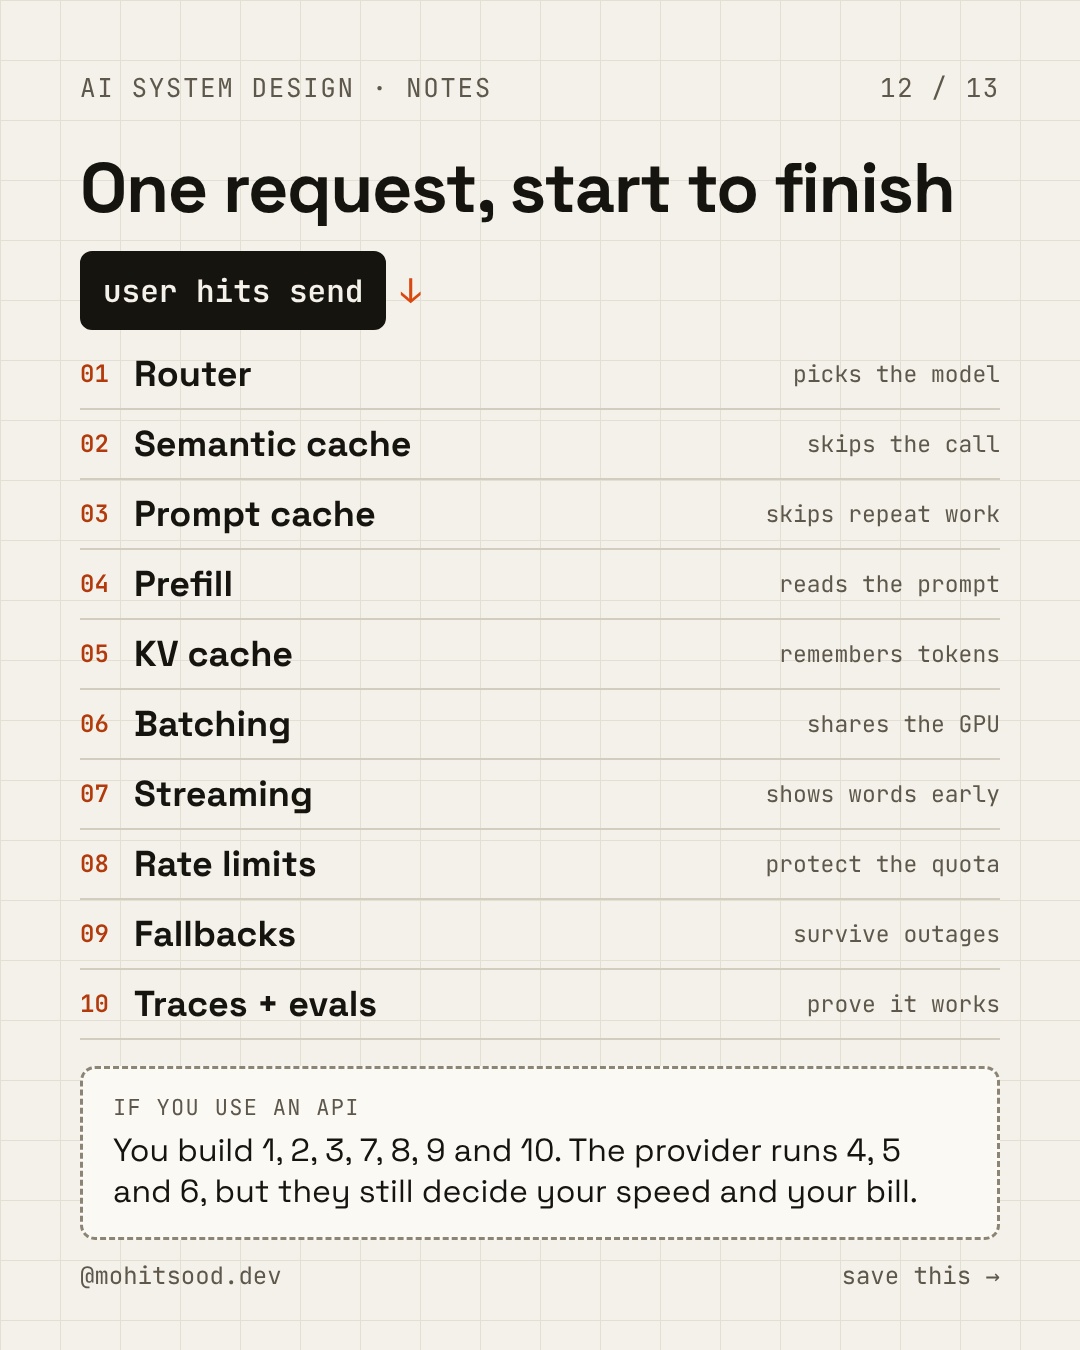 AI SYSTEM DESIGN · NOTES
12 / 13
One request, start to finish
user hits send ↓
01 Router picks the model
02 Semantic cache skips the call
03 Prompt cache skips repeat work
04 Prefill reads the prompt
05 KV cache remembers tokens
06 Batching shares the GPU
07 Streaming shows words early
08 Rate limits protect the quota
09 Fallbacks survive outages
10 Traces + evals prove it works
IF YOU USE AN API
You build 1, 2, 3, 7, 8, 9 and 10. The provider runs 4, 5
and 6, but they still decide your speed and your bill.
@mohitsood.dev
save this →